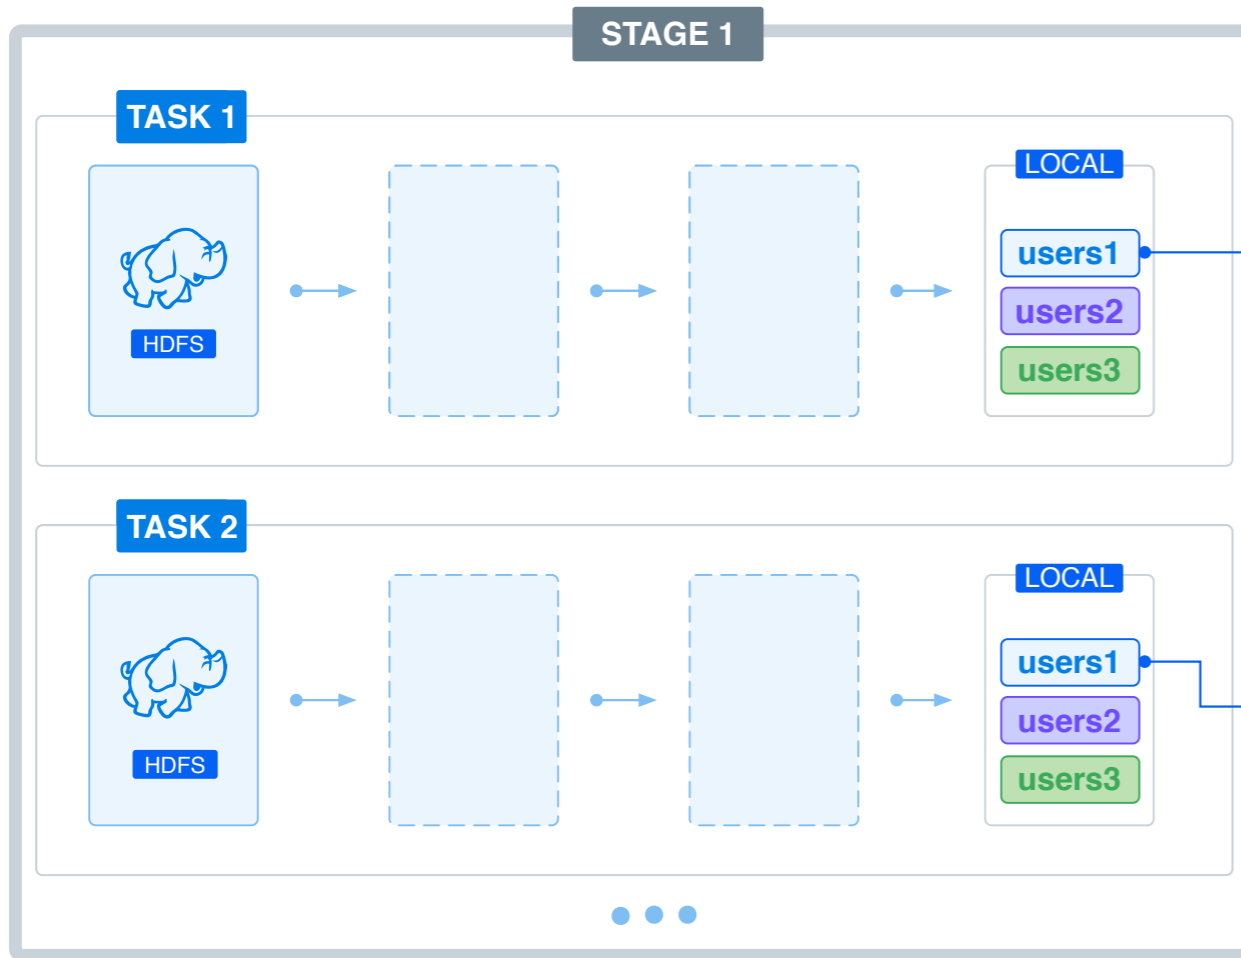 STAGE 1
TASK 1
LOCAL
users1
users2
users3
HDFS
TASK 2
LOCAL
users1
users2
users3
HDFS